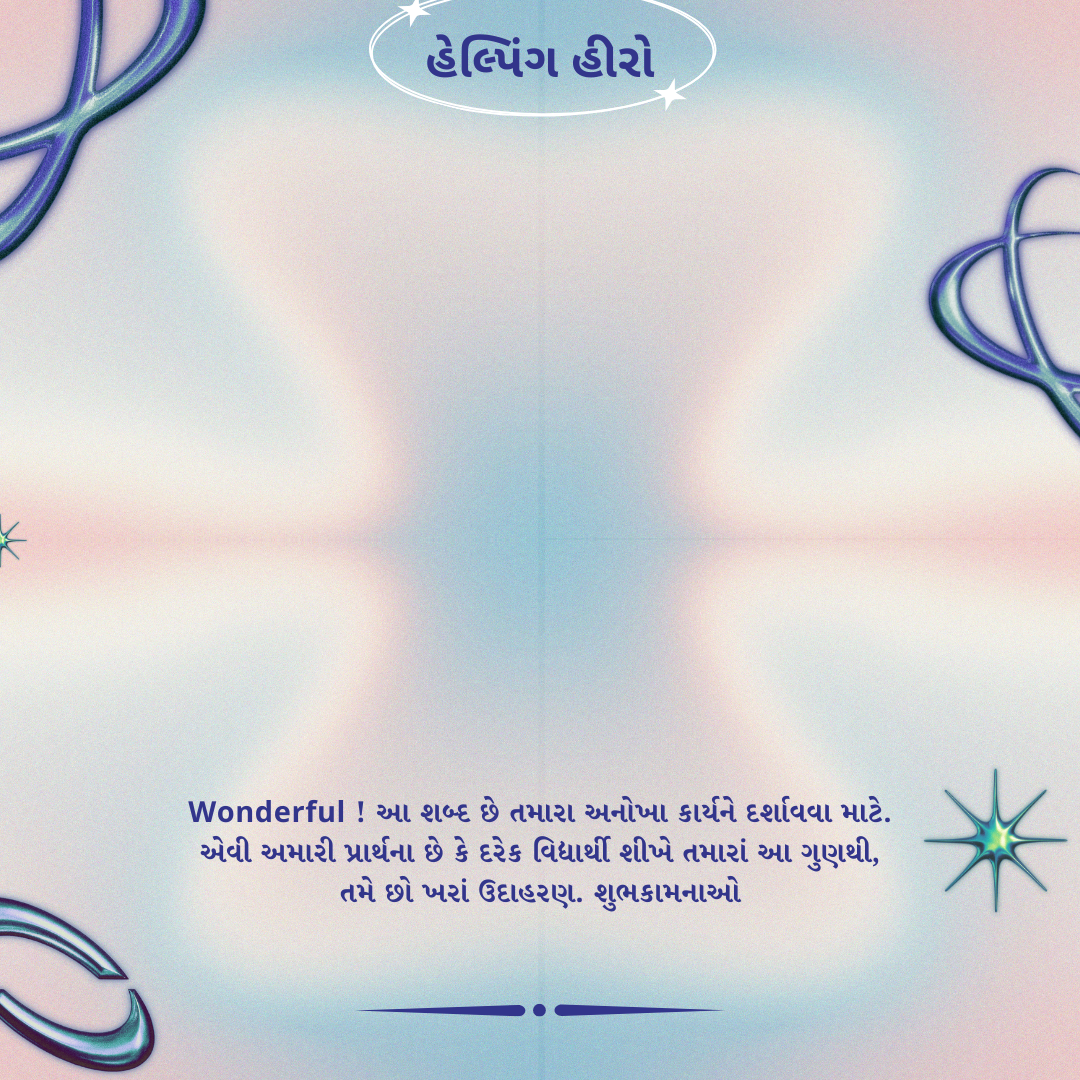 હેલ્પિંગ હીરો
Wonderful ! આ શબ્દ છે તમારા અનોખા કાર્યને દર્શાવવા માટે.
એવી અમારી પ્રાર્થના છે કે દરેક વિદ્યાર્થી શીખે તમારાં આ ગુણથી,
તમે છો ખરાં ઉદાહરણ. શુભકામનાઓ